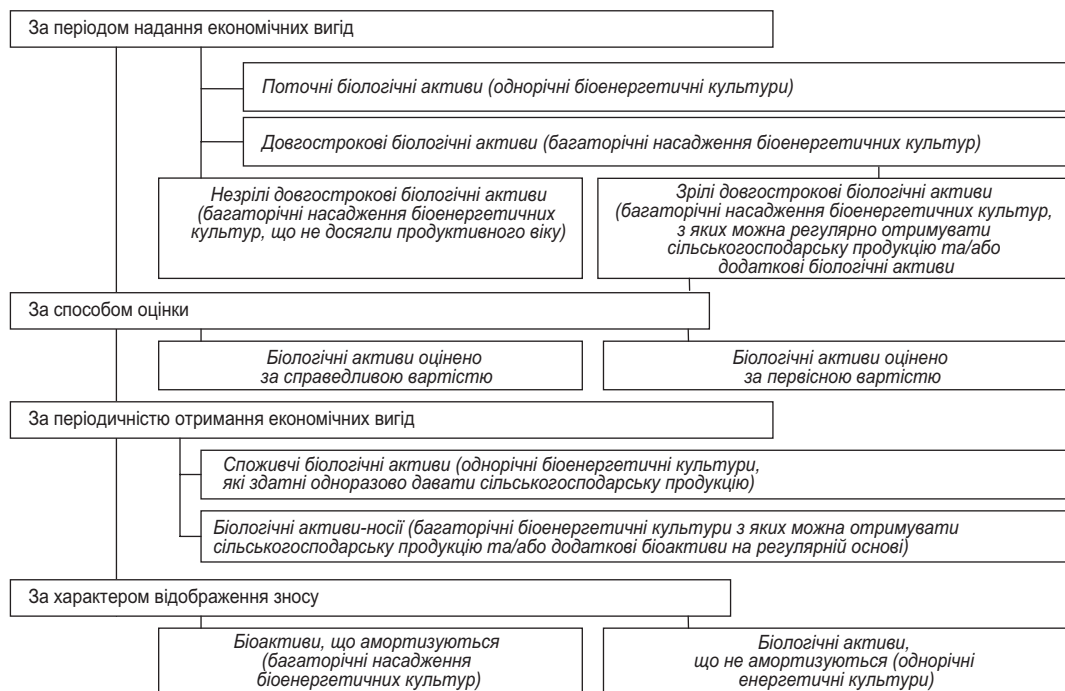 За періодом надання економічних вигід
Поточні біологічні активи (однорічні біоенергетичні культури)
Довгострокові біологічні активи (багаторічні насадження біоенергетичних культур)
Незрілі довгострокові біологічні активи
(багаторічні насадження біоенергетичних
культур, що не досягли продуктивного віку)
Зрілі довгострокові біологічні активи
(багаторічні насадження біоенергетичних культур,
з яких можна регулярно отримувати
сільськогосподарську продукцію та/або
додаткові біологічні активи
За способом оцінки
Біологічні активи оцінено
за справедливою вартістю
Біологічні активи оцінено
за первісною вартістю
За періодичністю отримання економічних вигід
Споживчі біологічні активи (однорічні біоенергетичні культури,
які здатні одноразово давати сільськогосподарську продукцію)
Біологічні активи-носії (багаторічні біоенергетичні культури з яких можна отримувати
сільськогосподарську продукцію та/або додаткові біоактиви на регулярній основі)
За характером відображення зносу
Біоактиви, що амортизуються
(багаторічні насадження
біоенергетичних культур)
Біологічні активи,
що не амортизуються (однорічні
енергетичні культури)